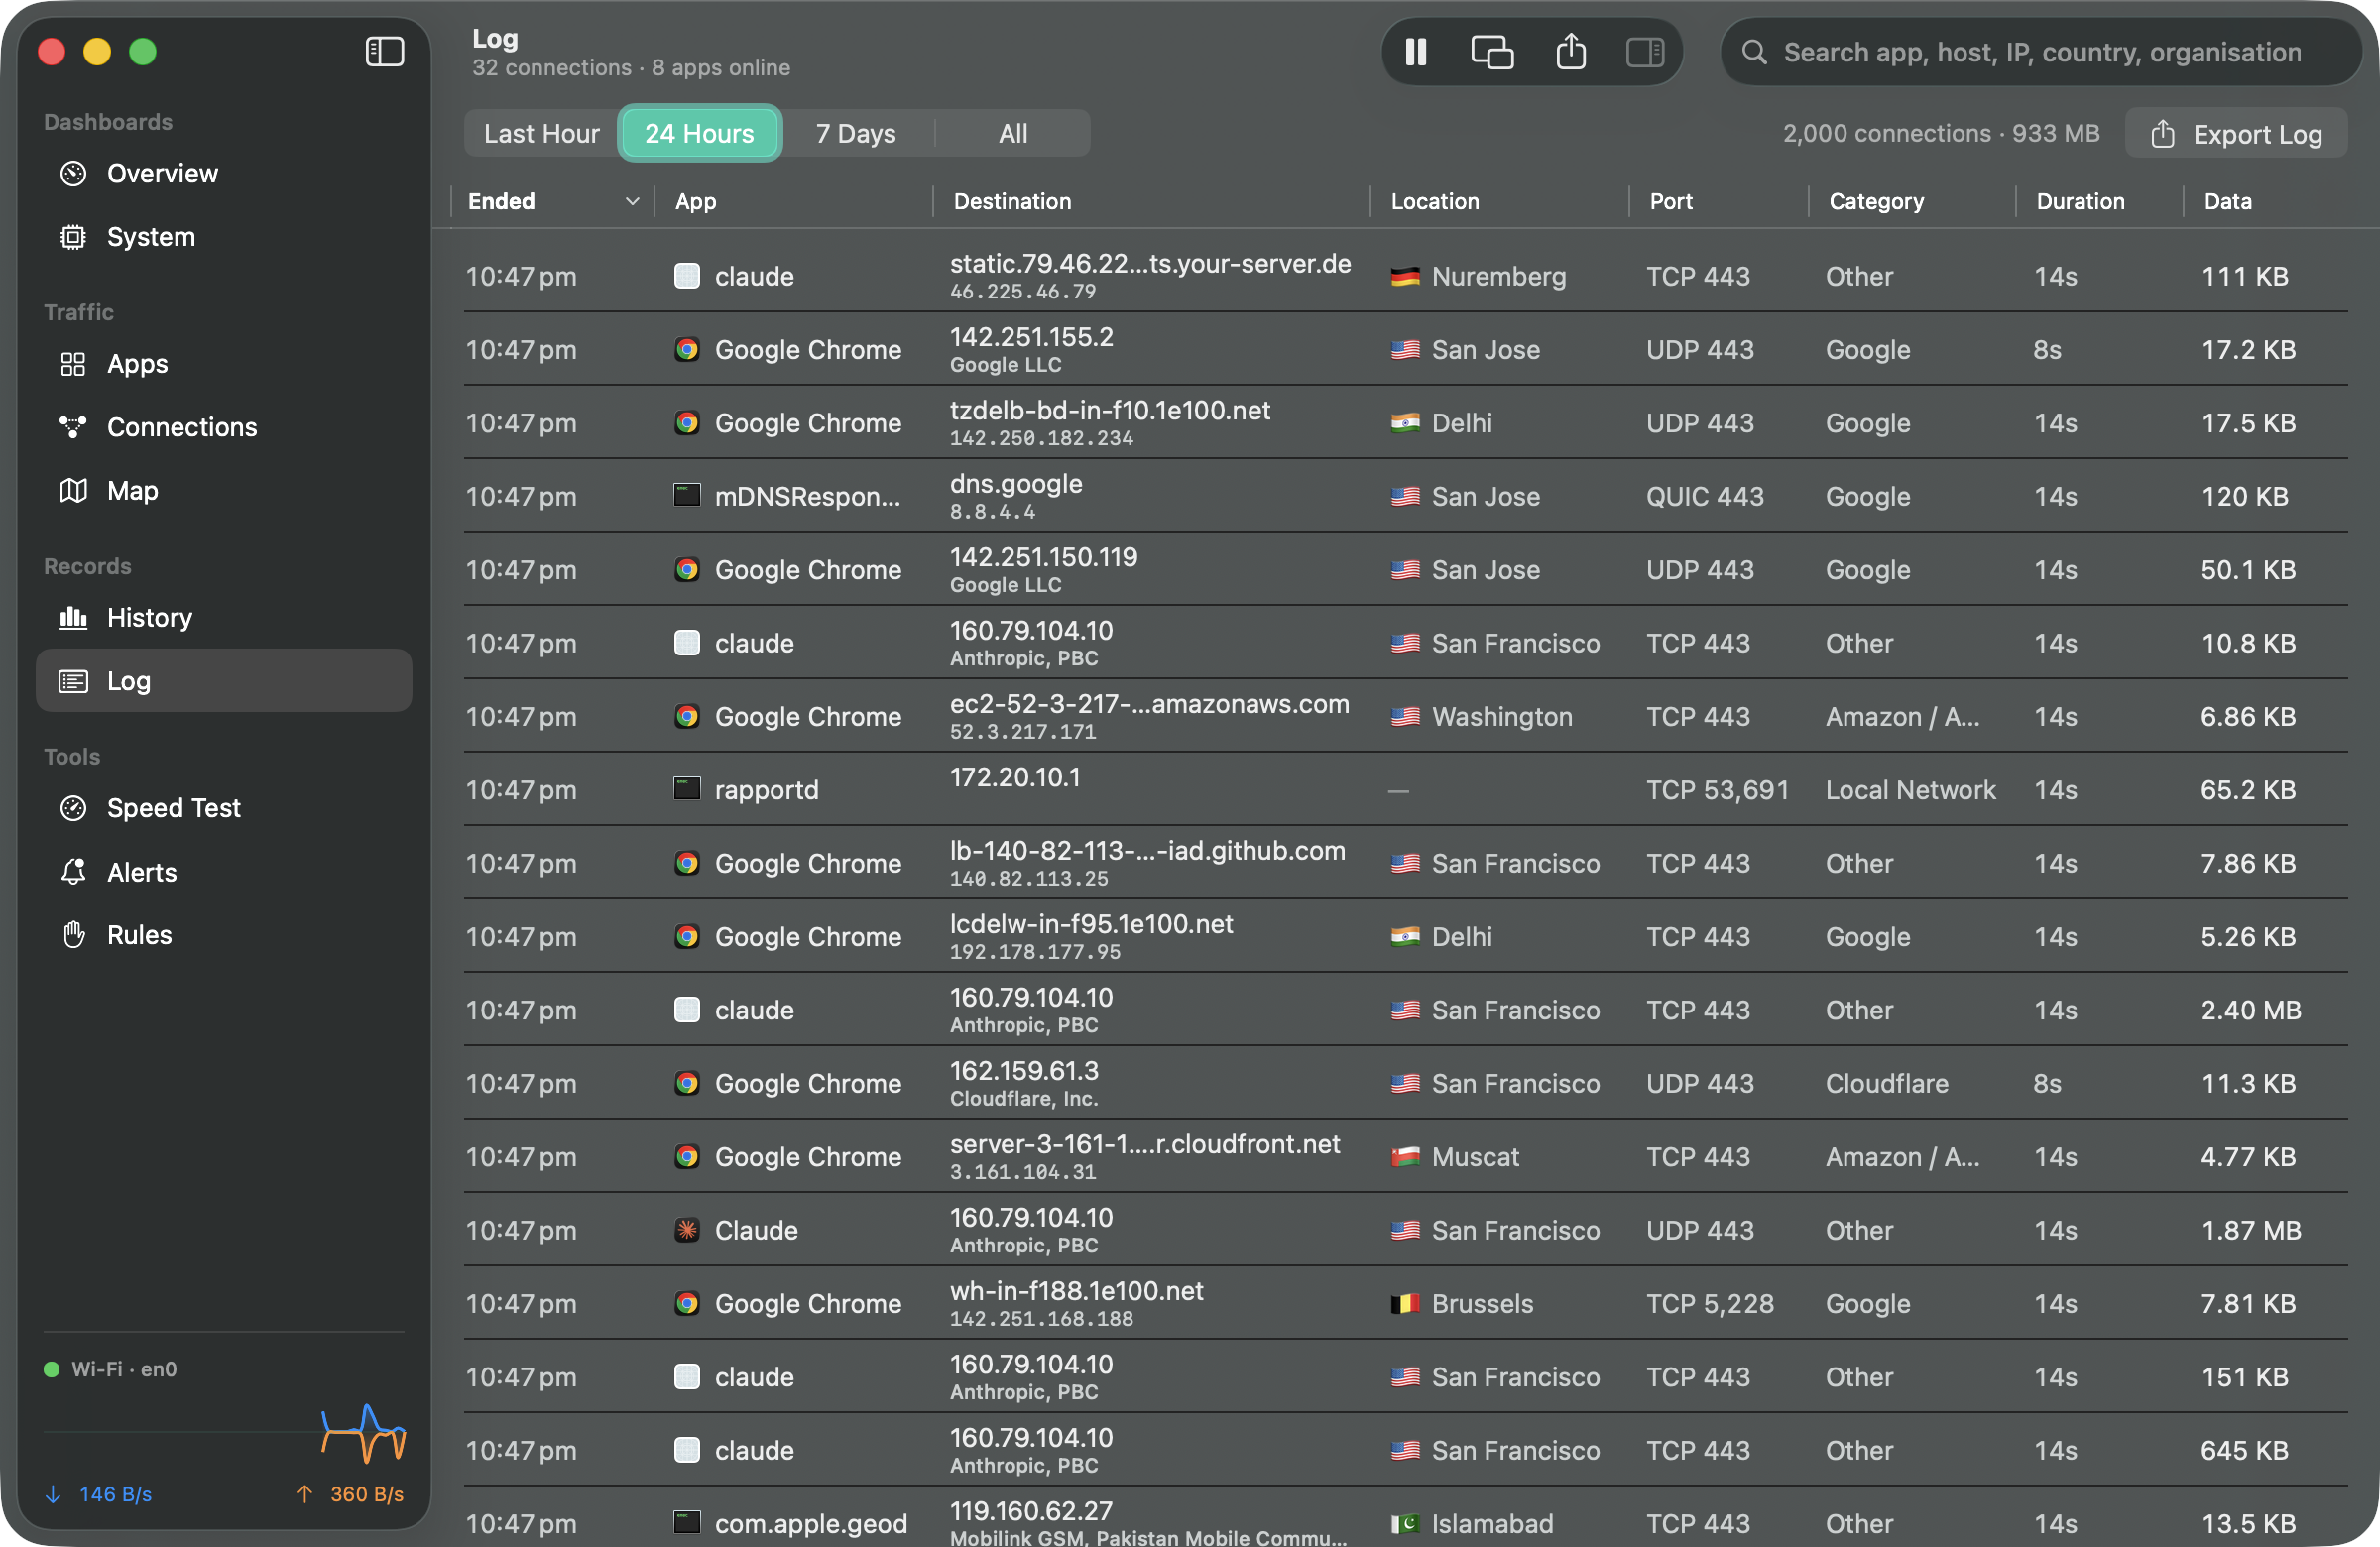 Dashboards
Overview
System
Traffic
Apps
Connections
Map
Records
History
Log
Tools
Speed Test
Alerts
Rules
Wi-Fi · en0
↓ 146 B/s ↑ 360 B/s
Log
32 connections · 8 apps online
Search app, host, IP, country, organisation
Last Hour 24 Hours 7 Days All
2,000 connections · 933 MB
Export Log
Ended App Destination Location Port Category Duration Data
10:47 pm claude static.79.46.22...ts.your-server.de Nuremberg TCP 443 Other 14s 111 KB
46.225.46.79
10:47 pm Google Chrome 142.251.155.2 San Jose UDP 443 Google 8s 17.2 KB
Google LLC
10:47 pm Google Chrome tzdelb-bd-in-f10.1e100.net Delhi UDP 443 Google 14s 17.5 KB
142.250.182.234
10:47 pm mDNSRespon... dns.google San Jose QUIC 443 Google 14s 120 KB
8.8.4.4
10:47 pm Google Chrome 142.251.150.119 San Jose UDP 443 Google 14s 50.1 KB
Google LLC
10:47 pm claude 160.79.104.10 San Francisco TCP 443 Other 14s 10.8 KB
Anthropic, PBC
10:47 pm Google Chrome ec2-52-3-217-...amazonaws.com Washington TCP 443 Amazon / A... 14s 6.86 KB
52.3.217.171
10:47 pm rapportd 172.20.10.1 — TCP 53,691 Local Network 14s 65.2 KB
10:47 pm Google Chrome lb-140-82-113-...-iad.github.com San Francisco TCP 443 Other 14s 7.86 KB
140.82.113.25
10:47 pm Google Chrome lcdelw-in-f95.1e100.net Delhi TCP 443 Google 14s 5.26 KB
192.178.177.95
10:47 pm claude 160.79.104.10 San Francisco TCP 443 Other 14s 2.40 MB
Anthropic, PBC
10:47 pm Google Chrome 162.159.61.3 San Francisco UDP 443 Cloudflare 8s 11.3 KB
Cloudflare, Inc.
10:47 pm Google Chrome server-3-161-1....r.cloudfront.net Muscat TCP 443 Amazon / A... 14s 4.77 KB
3.161.104.31
10:47 pm Claude 160.79.104.10 San Francisco UDP 443 Other 14s 1.87 MB
Anthropic, PBC
10:47 pm Google Chrome wh-in-f188.1e100.net Brussels TCP 5,228 Google 14s 7.81 KB
142.251.168.188
10:47 pm claude 160.79.104.10 San Francisco TCP 443 Other 14s 151 KB
Anthropic, PBC
10:47 pm claude 160.79.104.10 San Francisco TCP 443 Other 14s 645 KB
Anthropic, PBC
10:47 pm com.apple.geod 119.160.62.27 Islamabad TCP 443 Other 14s 13.5 KB
Mobilink GSM, Pakistan Mobile Commu...